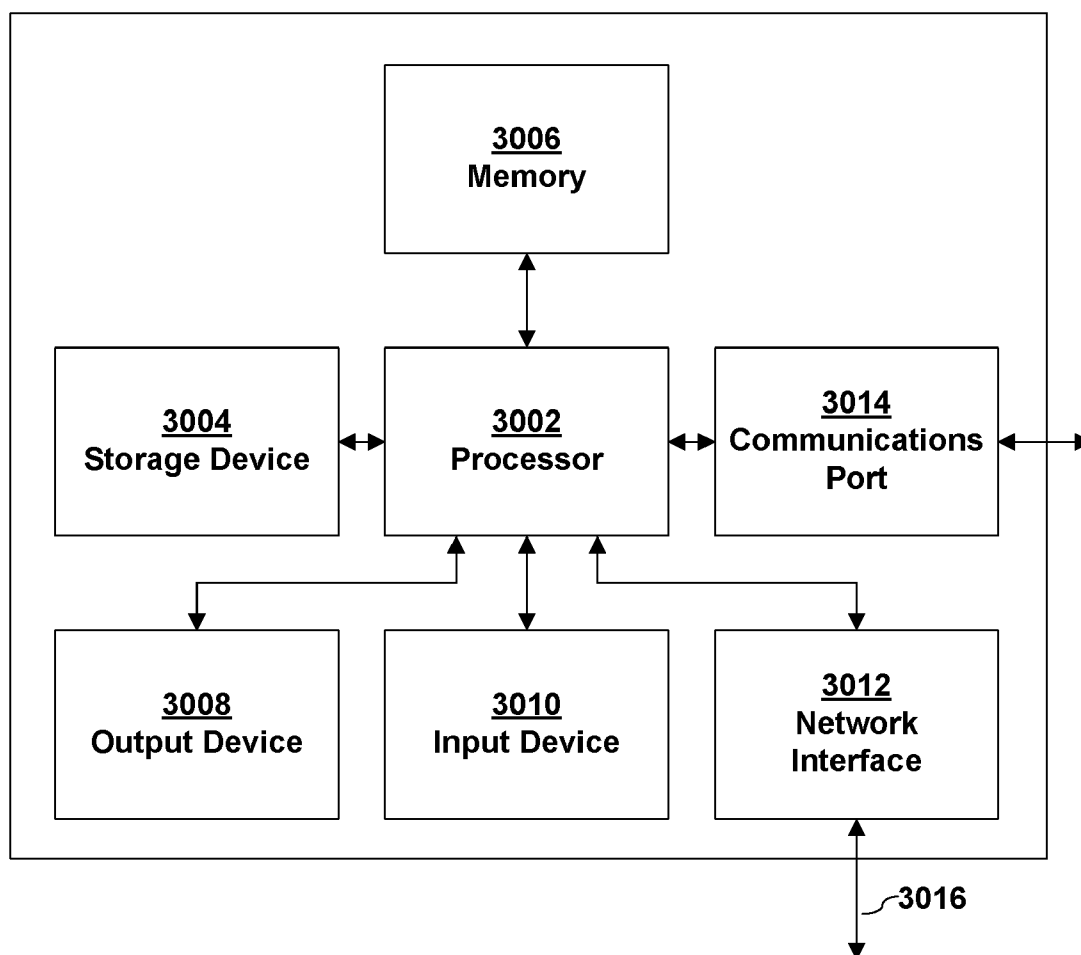 3006
Memory
3004
Storage Device
3002
Processor
3014
Communications
Port
3008
Output Device
3010
Input Device
3012
Network
Interface
3016